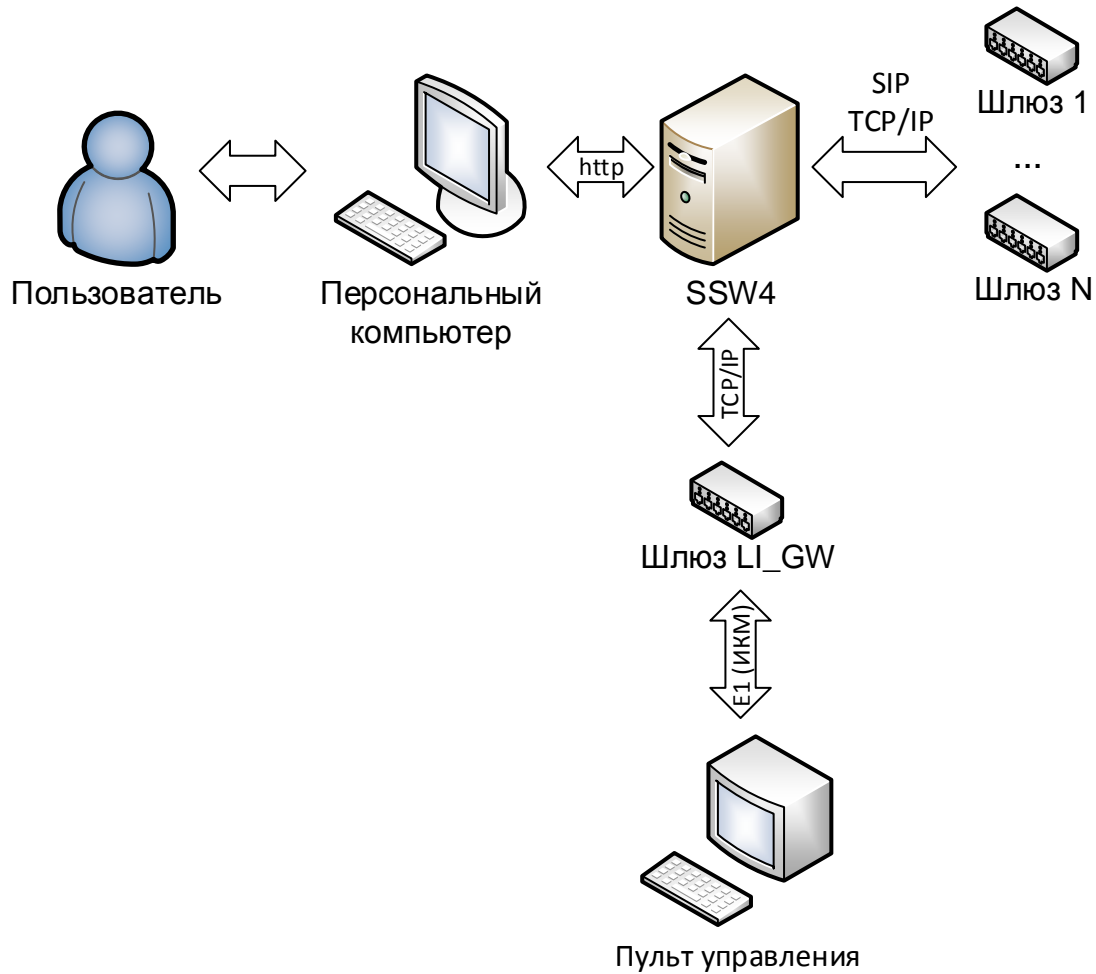 SIP
TCP/IP
Шлюз 1
...
http
Пользователь
Персональный
компьютер
SSW4
Шлюз N
TCP/IP
Шлюз LI_GW
E1 (ИКМ)
Пульт управления